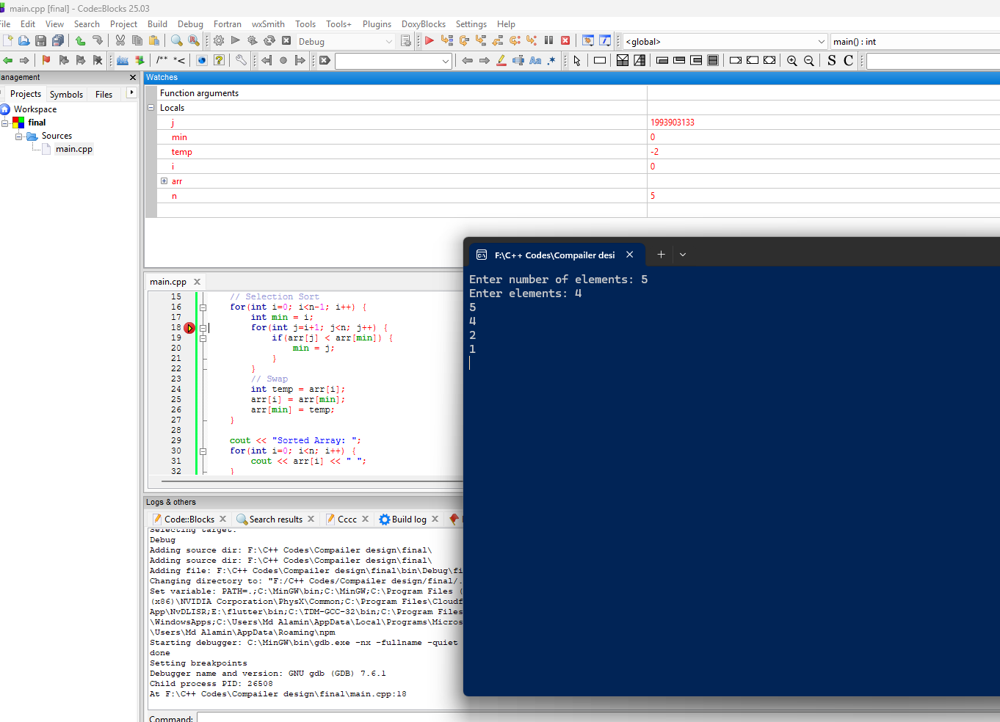 main.cpp [final] - Code::Blocks 25.03
File Edit View Search Project Build Debug Fortran wxSmith Tools Tools+ Plugins DoxyBlocks Settings Help
Debug
<global>
main() : int
/** *<
Aa .*
S C
anagement
Projects Symbols Files
Workspace
final
Sources
main.cpp
Watches
Function arguments
Locals
j 1993903133
min 0
temp -2
i 0
arr
n 5
main.cpp
15 // Selection Sort
16 for(int i=0; i<n-1; i++) {
17 int min = i;
18 for(int j=i+1; j<n; j++) {
19 if(arr[j] < arr[min]) {
20 min = j;
21 }
22 }
23 // Swap
24 int temp = arr[i];
25 arr[i] = arr[min];
26 arr[min] = temp;
27 }
28
29 cout << "Sorted Array: ";
30 for(int i=0; i<n; i++) {
31 cout << arr[i] << " ";
32 }
F:\C++ Codes\Compailer desi
Enter number of elements: 5
Enter elements: 4
5
4
2
1
Logs & others
Code::Blocks Search results Cccc Build log
Selecting target:
Debug
Adding source dir: F:\C++ Codes\Compailer design\final\
Adding source dir: F:\C++ Codes\Compailer design\final\
Adding file: F:\C++ Codes\Compailer design\final\bin\Debug\fi
Changing directory to: "F:/C++ Codes/Compailer design/final/.
Set variable: PATH=.;C:\MinGW\bin;C:\MinGW;C:\Program Files (
(x86)\NVIDIA Corporation\PhysX\Common;C:\Program Files\Cloudf
App\NvDLISR;E:\flutter\bin;C:\TDM-GCC-32\bin;C:\Program Files
\WindowsApps;C:\Users\Md Alamin\AppData\Local\Programs\Micros
\Users\Md Alamin\AppData\Roaming\npm
Starting debugger: C:\MinGW\bin\gdb.exe -nx -fullname -quiet
done
Setting breakpoints
Debugger name and version: GNU gdb (GDB) 7.6.1
Child process PID: 26508
At F:\C++ Codes\Compailer design\final\main.cpp:18
Command: